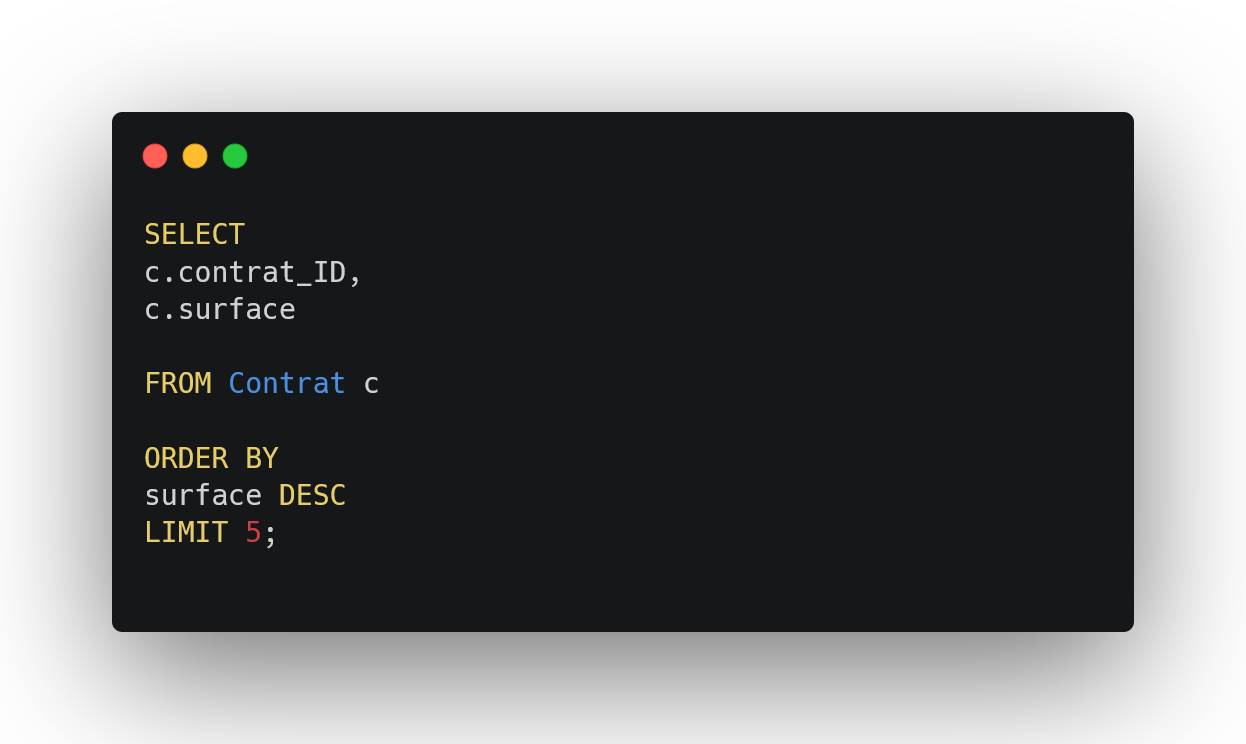 SELECT
c.contrat_ID,
c.surface
FROM Contrat c
ORDER BY
surface DESC
LIMIT 5;